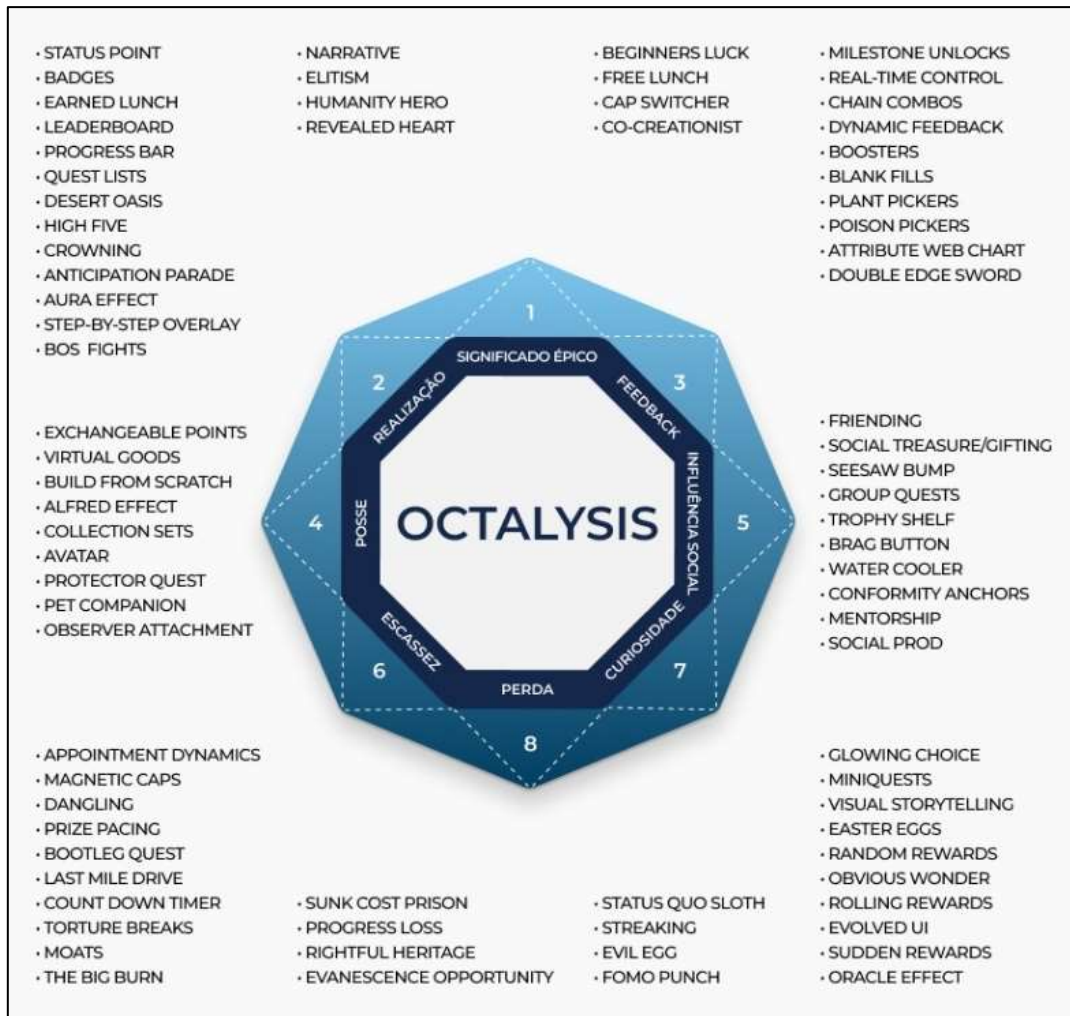 · STATUS POINT
· BADGES
· EARNED LUNCH
· LEADERBOARD
· PROGRESS BAR
· QUEST LISTS
· DESERT OASIS
· HIGH FIVE
· CROWNING
· ANTICIPATION PARADE
· AURA EFFECT
· STEP-BY-STEP OVERLAY
· BOS FIGHTS
· NARRATIVE
· ELITISM
· HUMANITY HERO
· REVEALED HEART
· BEGINNERS LUCK
· FREE LUNCH
· CAP SWITCHER
· CO-CREATIONIST
· MILESTONE UNLOCKS
· REAL-TIME CONTROL
· CHAIN COMBOS
· DYNAMIC FEEDBACK
· BOOSTERS
· BLANK FILLS
· PLANT PICKERS
· POISON PICKERS
· ATTRIBUTE WEB CHART
· DOUBLE EDGE SWORD
1
SIGNIFICADO ÉPICO
2
REALIZAÇÃO
3
FEEDBACK
4
POSSE
OCTALYSIS
INFLUÊNCIA SOCIAL
5
ESCASSEZ
6
CURIOSIDADE
7
PERDA
8
· EXCHANGEABLE POINTS
· VIRTUAL GOODS
· BUILD FROM SCRATCH
· ALFRED EFFECT
· COLLECTION SETS
· AVATAR
· PROTECTOR QUEST
· PET COMPANION
· OBSERVER ATTACHMENT
· FRIENDING
· SOCIAL TREASURE/GIFTING
· SEESAW BUMP
· GROUP QUESTS
· TROPHY SHELF
· BRAG BUTTON
· WATER COOLER
· CONFORMITY ANCHORS
· MENTORSHIP
· SOCIAL PROD
· APPOINTMENT DYNAMICS
· MAGNETIC CAPS
· DANGLING
· PRIZE PACING
· BOOTLEG QUEST
· LAST MILE DRIVE
· COUNT DOWN TIMER
· TORTURE BREAKS
· MOATS
· THE BIG BURN
· SUNK COST PRISON
· PROGRESS LOSS
· RIGHTFUL HERITAGE
· EVANESCENCE OPPORTUNITY
· STATUS QUO SLOTH
· STREAKING
· EVIL EGG
· FOMO PUNCH
· GLOWING CHOICE
· MINIQUESTS
· VISUAL STORYTELLING
· EASTER EGGS
· RANDOM REWARDS
· OBVIOUS WONDER
· ROLLING REWARDS
· EVOLVED UI
· SUDDEN REWARDS
· ORACLE EFFECT